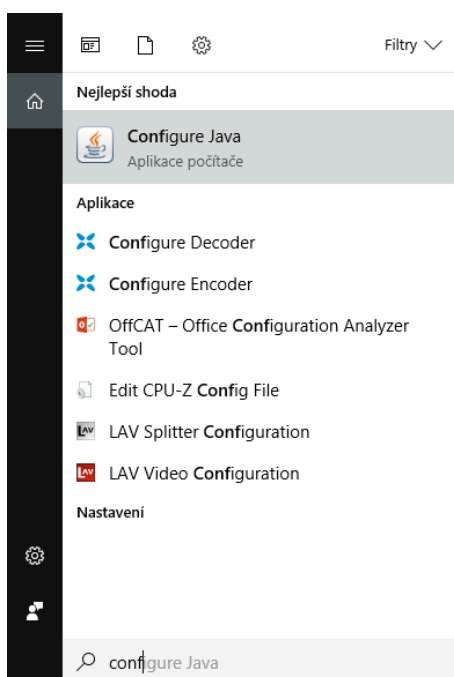 Filtry
Nejlepší shoda
Configure Java
Aplikace počítače
Aplikace
Configure Decoder
Configure Encoder
OffCAT – Office Configuration Analyzer
Tool
Edit CPU-Z Config File
LAV Splitter Configuration
LAV Video Configuration
Nastavení
configure Java